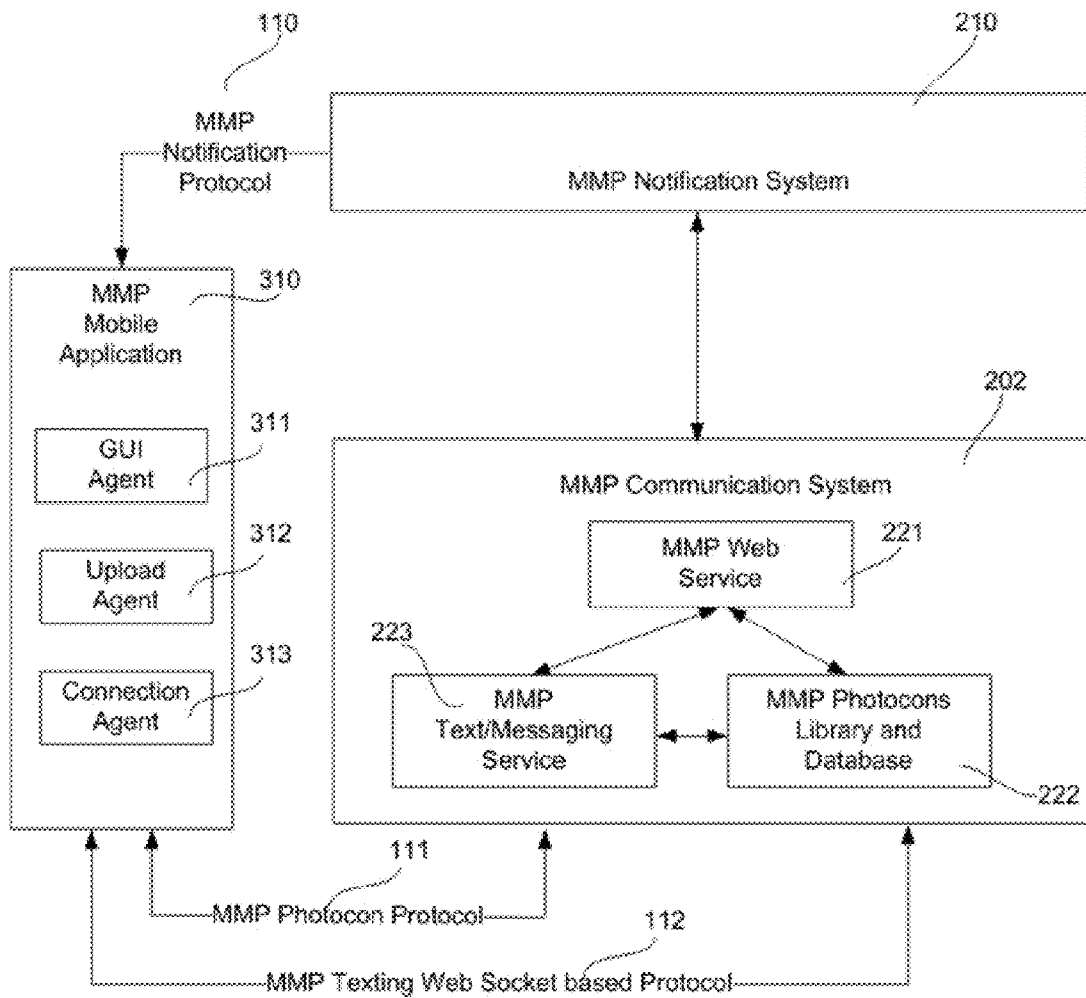 110
210
MMP
Notification
Protocol
MMP Notification System
MMP
Mobile
Application
310
GUI
Agent
311
Upload
Agent
312
Connection
Agent
313
202
MMP Communication System
MMP Web
Service
221
223
MMP
Text/Messaging
Service
MMP Photocons
Library and
Database
222
111
MMP Photocon Protocol
112
MMP Texting Web Socket based Protocol